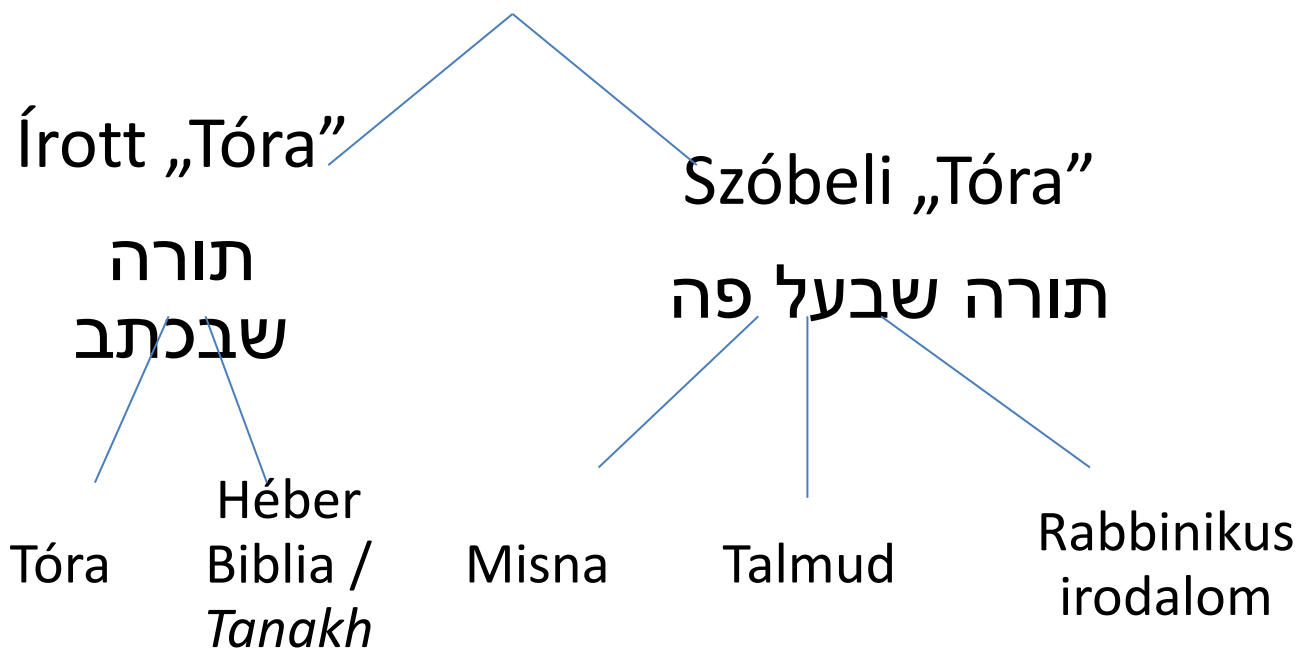 Írott „Tóra”
תורה
שבכתב
Szóbeli „Tóra”
תורה שבעל פה
Tóra
Héber
Biblia /
Tanakh
Misna
Talmud
Rabbinikus
irodalom